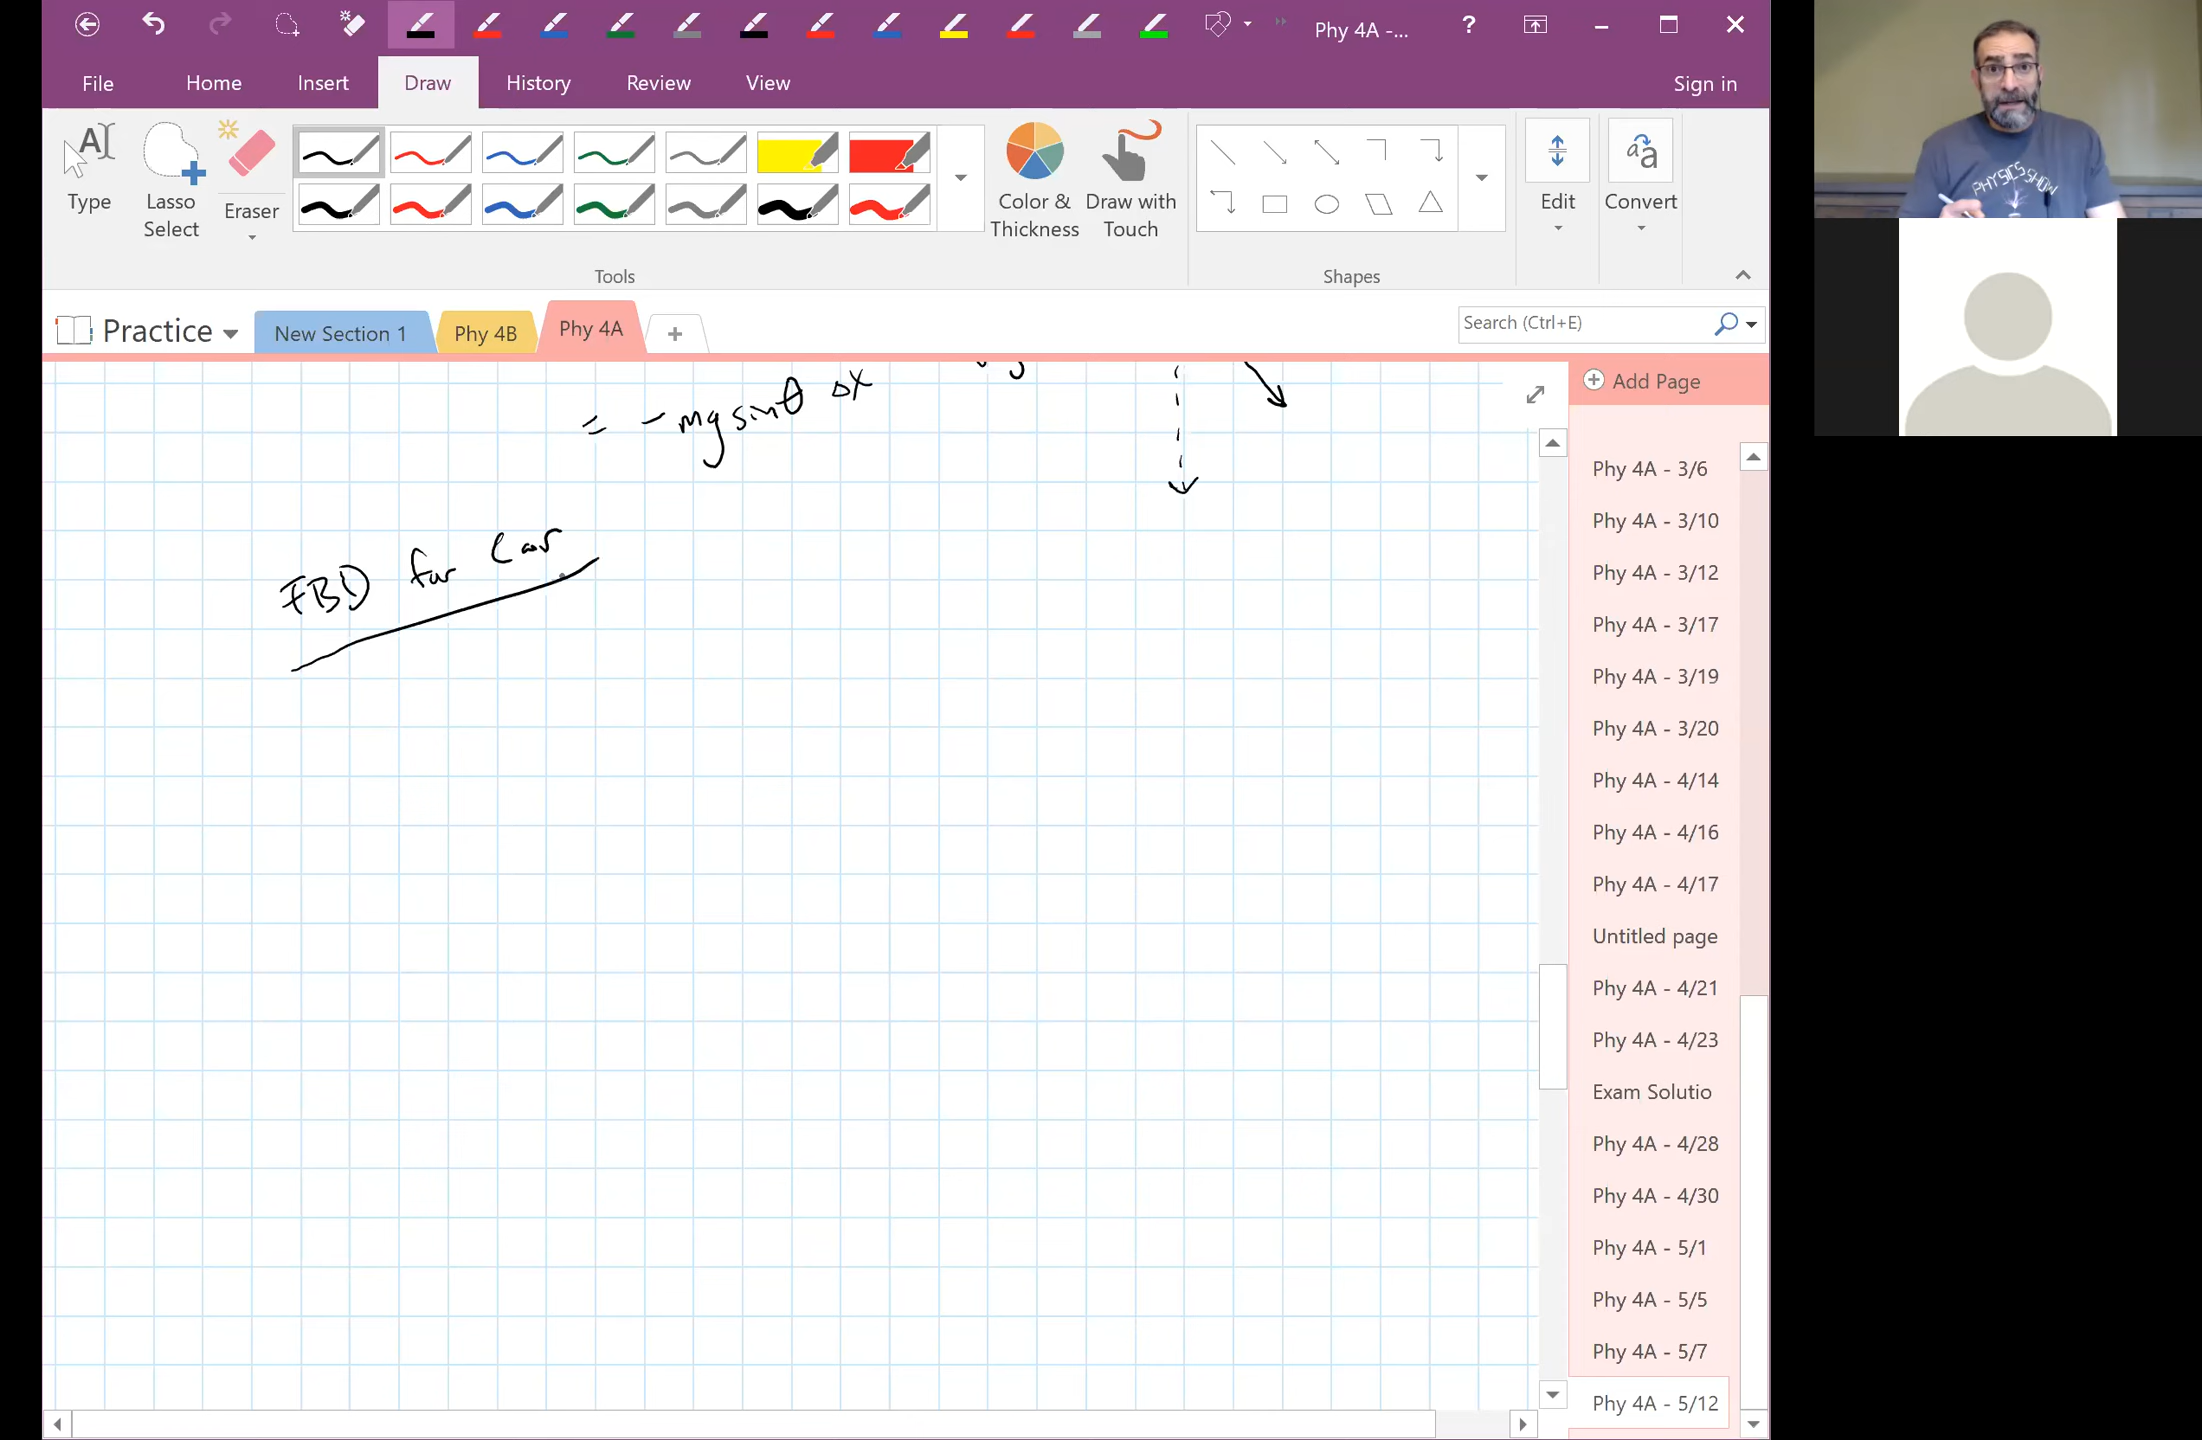 Phy 4A -...
?
File
Home
Insert
Draw
History
Review
View
Sign in
Type
Lasso Select
Eraser
Color & Thickness
Draw with Touch
Edit
Convert
Tools
Shapes
Practice
New Section 1
Phy 4B
Phy 4A
+
Search (Ctrl+E)
= - mg sinθ Δx
FBD for Car
Add Page
Phy 4A - 3/6
Phy 4A - 3/10
Phy 4A - 3/12
Phy 4A - 3/17
Phy 4A - 3/19
Phy 4A - 3/20
Phy 4A - 4/14
Phy 4A - 4/16
Phy 4A - 4/17
Untitled page
Phy 4A - 4/21
Phy 4A - 4/23
Exam Solutio
Phy 4A - 4/28
Phy 4A - 4/30
Phy 4A - 5/1
Phy 4A - 5/5
Phy 4A - 5/7
Phy 4A - 5/12
PHYSICS SHOW